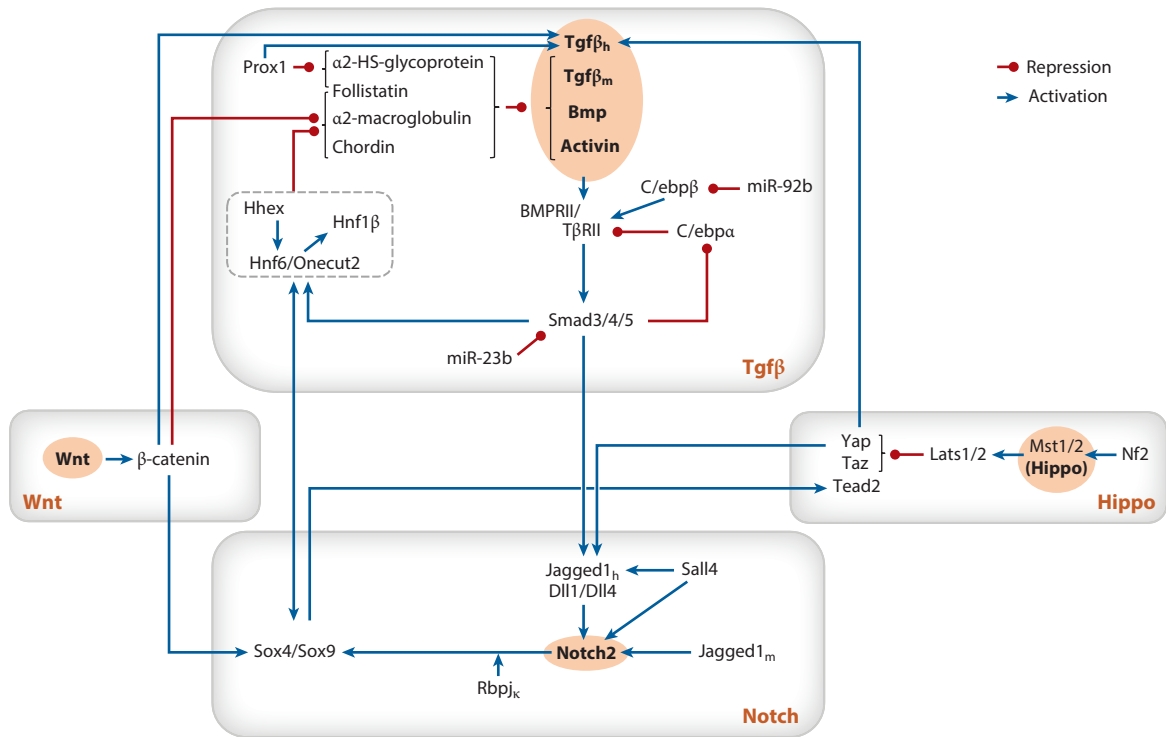 Tgfβh
Prox1
α2-HS-glycoprotein
Follistatin
α2-macroglobulin
Chordin
Tgfβm
Bmp
Activin
Repression
Activation
C/ebpβ
miR-92b
BMPRII/
TβRII
C/ebpα
Hhex
Hnf1β
Hnf6/Onecut2
Smad3/4/5
miR-23b
Tgfβ
Wnt
β-catenin
Wnt
Yap
Taz
Tead2
Lats1/2
Mst1/2
(Hippo)
Nf2
Hippo
Jagged1h
Dll1/Dll4
Sall4
Sox4/Sox9
Notch2
Jagged1m
Rbpjκ
Notch